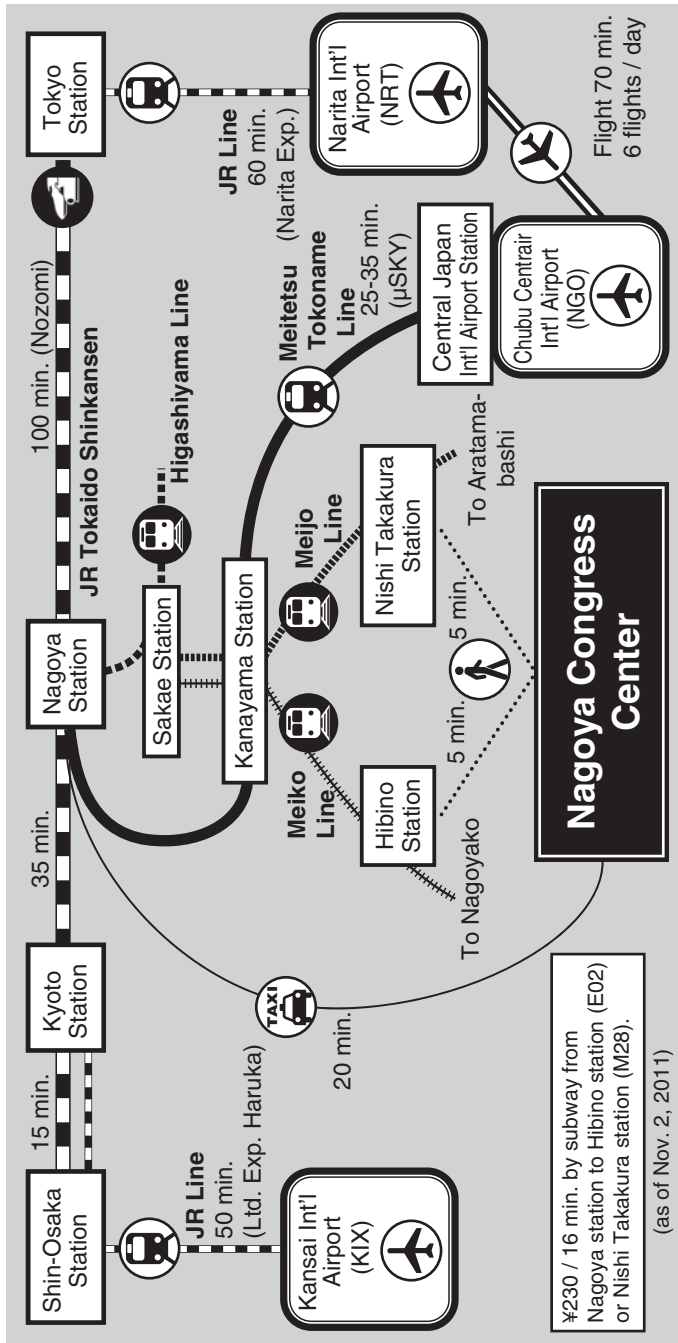 Shin-Osaka
Station
15 min.
Kyoto
Station
35 min.
Nagoya
Station
100 min. (Nozomi)
JR Tokaido Shinkansen
Tokyo
Station
JR Line
50 min.
(Ltd. Exp. Haruka)
Kansai Int'l
Airport
(KIX)
TAXI
20 min.
Sakae Station
Higashiyama Line
Kanayama Station
Meiko
Line
Meijo
Line
Meitetsu
Tokoname
Line
25-35 min.
(µSKY)
JR Line
60 min.
(Narita Exp.)
Narita Int'l
Airport
(NRT)
Hibino
Station
To Nagoyako
Nishi Takakura
Station
To Aratama-
bashi
5 min.
5 min.
Central Japan
Int'l Airport Station
Chubu Centrair
Int'l Airport
(NGO)
Flight 70 min.
6 flights / day
Nagoya Congress
Center
¥230 / 16 min. by subway from
Nagoya station to Hibino station (E02)
or Nishi Takakura station (M28).
(as of Nov. 2, 2011)